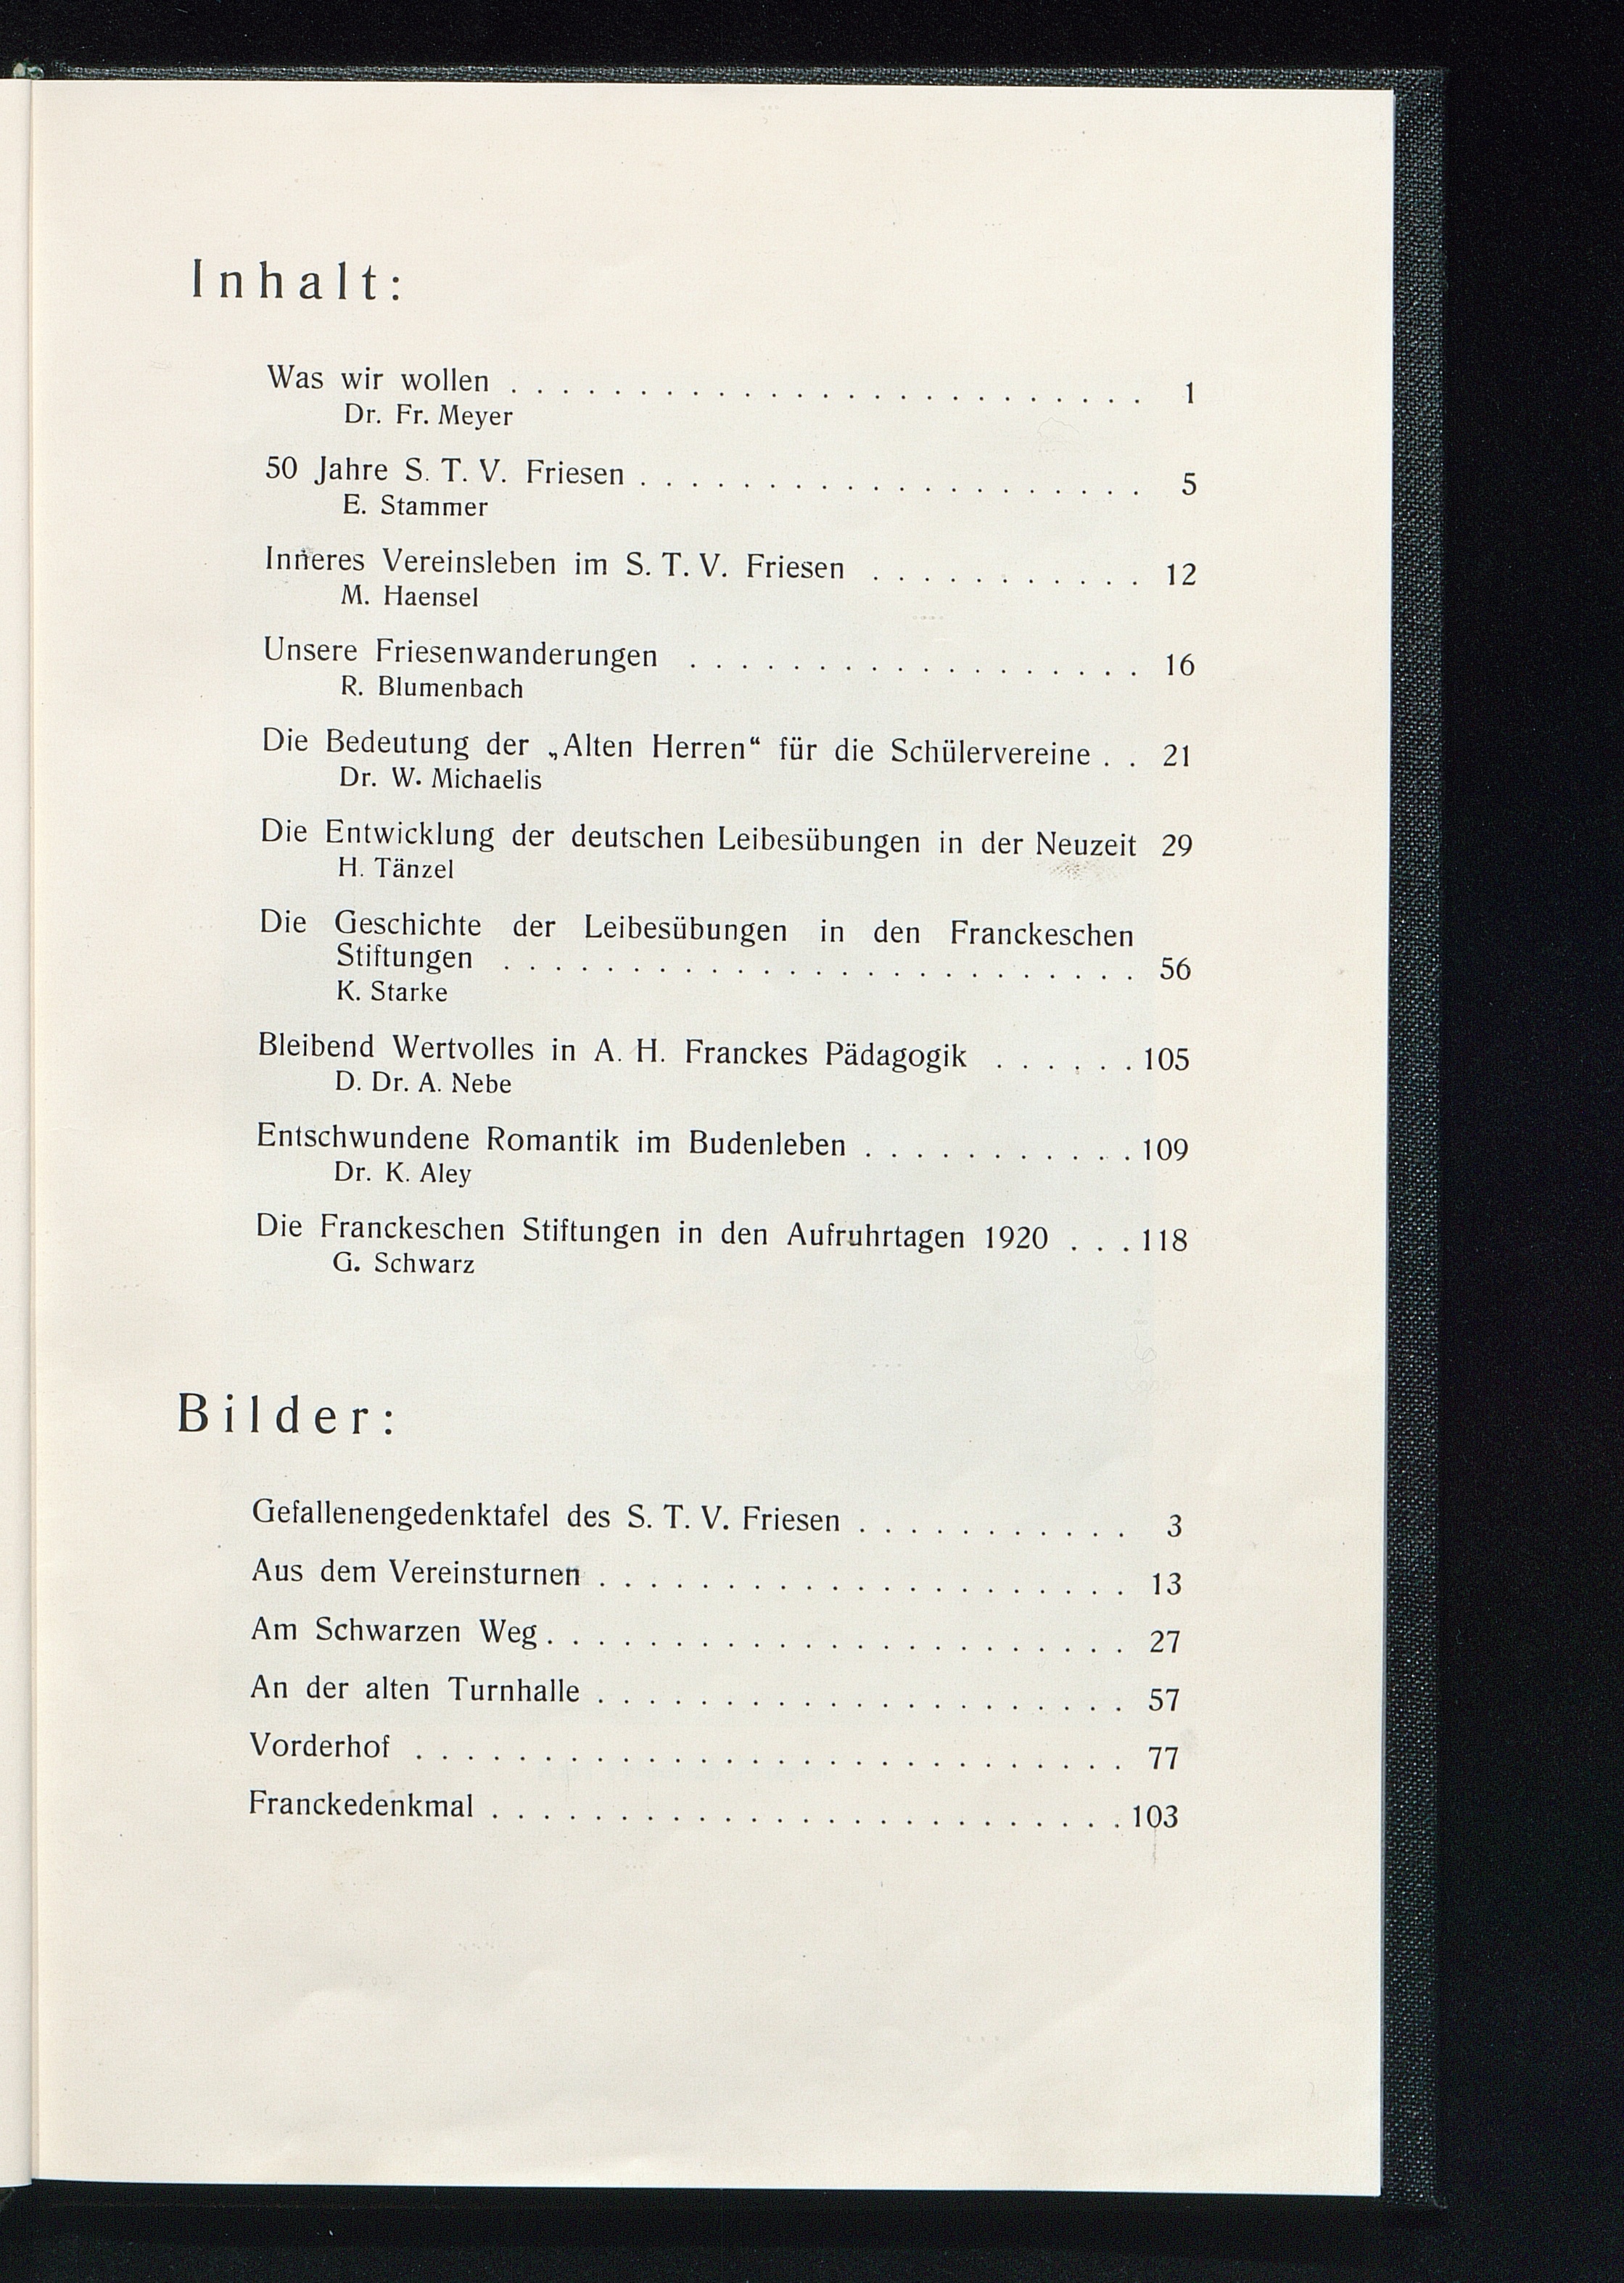 Inhalt:
Was wir wollen . . . . . . . . . . . . . . . . . . . . . . . . . 1
Dr. Fr. Meyer
50 Jahre S. T. V. Friesen . . . . . . . . . . . . . . . . . . . . 5
E. Stammer
Inneres Vereinsleben im S. T. V. Friesen . . . . . . . . . . . 12
M. Haensel
Unsere Friesenwanderungen . . . . . . . . . . . . . . . . . . 16
R. Blumenbach
Die Bedeutung der „Alten Herren“ für die Schülervereine . . 21
Dr. W. Michaelis
Die Entwicklung der deutschen Leibesübungen in der Neuzeit 29
H. Tänzel
Die Geschichte der Leibesübungen in den Franckeschen
Stiftungen . . . . . . . . . . . . . . . . . . . . . . . . . 56
K. Starke
Bleibend Wertvolles in A. H. Franckes Pädagogik . . . . . . 105
D. Dr. A. Nebe
Entschwundene Romantik im Budenleben . . . . . . . . . . . 109
Dr. K. Aley
Die Franckeschen Stiftungen in den Aufruhrtagen 1920 . . . 118
G. Schwarz
Bilder:
Gefallenengedenktafel des S. T. V. Friesen . . . . . . . . . . . 3
Aus dem Vereinsturnen . . . . . . . . . . . . . . . . . . . . . 13
Am Schwarzen Weg . . . . . . . . . . . . . . . . . . . . . . . 27
An der alten Turnhalle . . . . . . . . . . . . . . . . . . . . . 57
Vorderhof . . . . . . . . . . . . . . . . . . . . . . . . . . . . 77
Franckedenkmal . . . . . . . . . . . . . . . . . . . . . . . . . 103